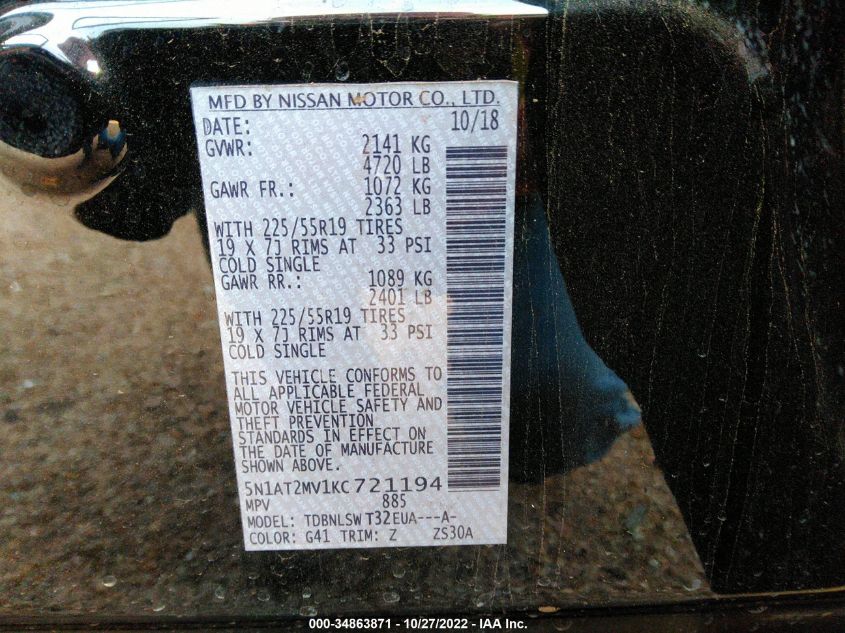 MFD BY NISSAN MOTOR CO., LTD.
DATE: 10/18
GVWR: 2141 KG
4720 LB
GAWR FR.: 1072 KG
2363 LB
WITH 225/55R19 TIRES
19 X 7J RIMS AT 33 PSI
COLD SINGLE
GAWR RR.: 1089 KG
2401 LB
WITH 225/55R19 TIRES
19 X 7J RIMS AT 33 PSI
COLD SINGLE
THIS VEHICLE CONFORMS TO
ALL APPLICABLE FEDERAL
MOTOR VEHICLE SAFETY AND
THEFT PREVENTION
STANDARDS IN EFFECT ON
THE DATE OF MANUFACTURE
SHOWN ABOVE.
5N1AT2MV1KC721194
MPV 885
MODEL: TDBNLSW T32EUA---A-
COLOR: G41 TRIM: Z ZS30A
000-34863871 - 10/27/2022 - IAA Inc.